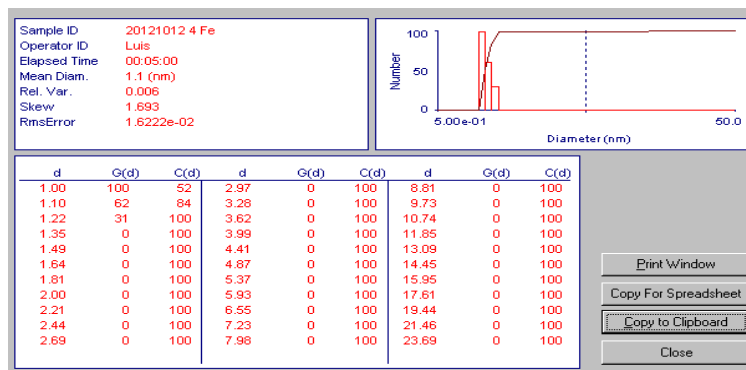 Sample ID 20121012 4 Fe
Operator ID Luis
Elapsed Time 00:05:00
Mean Diam. 1.1 (nm)
Rel. Var. 0.006
Skew 1.693
RmsError 1.6222e-02
100
50
0
Number
5.00e-01 50.0
Diameter (nm)
d G(d) C(d) d G(d) C(d) d G(d) C(d)
1.00 100 52 2.97 0 100 8.81 0 100
1.10 62 84 3.28 0 100 9.73 0 100
1.22 31 100 3.62 0 100 10.74 0 100
1.35 0 100 3.99 0 100 11.85 0 100
1.49 0 100 4.41 0 100 13.09 0 100
1.64 0 100 4.87 0 100 14.45 0 100
1.81 0 100 5.37 0 100 15.95 0 100
2.00 0 100 5.93 0 100 17.61 0 100
2.21 0 100 6.55 0 100 19.44 0 100
2.44 0 100 7.23 0 100 21.46 0 100
2.69 0 100 7.98 0 100 23.69 0 100
Print Window
Copy For Spreadsheet
Copy to Clipboard
Close